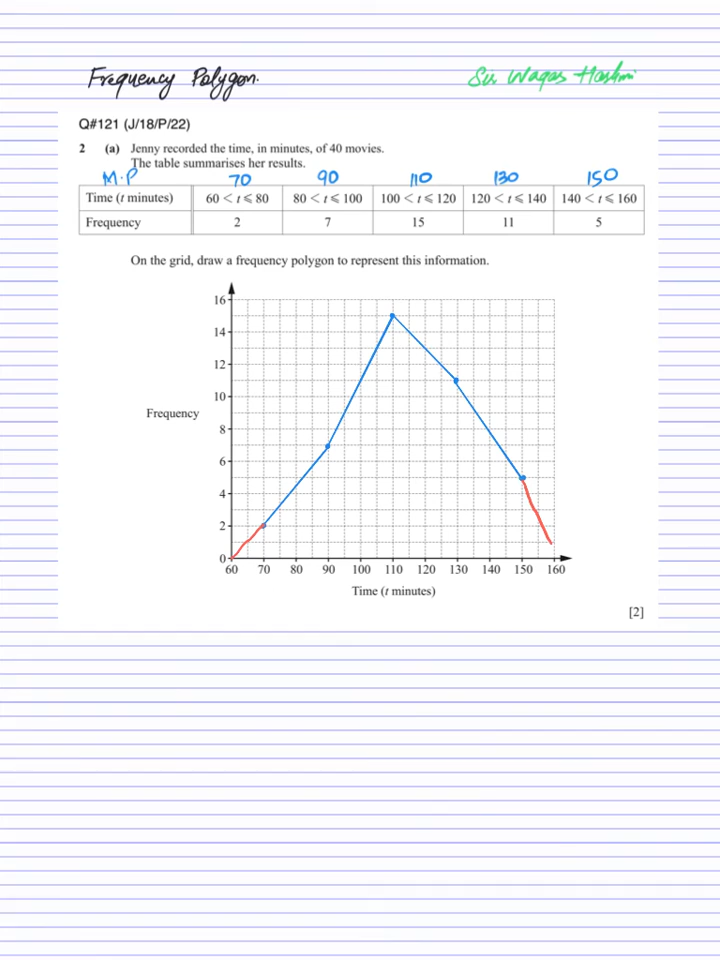 Frequency Polygon.
Sir Waqas Hashmi
Q#121 (J/18/P/22)
2 (a) Jenny recorded the time, in minutes, of 40 movies.
The table summarises her results.
M.P 70 90 110 130 150
Time (t minutes) 60 < t ⩽ 80 80 < t ⩽ 100 100 < t ⩽ 120 120 < t ⩽ 140 140 < t ⩽ 160
Frequency 2 7 15 11 5
On the grid, draw a frequency polygon to represent this information.
16
14
12
10
Frequency
8
6
4
2
0
60 70 80 90 100 110 120 130 140 150 160
Time (t minutes)
[2]